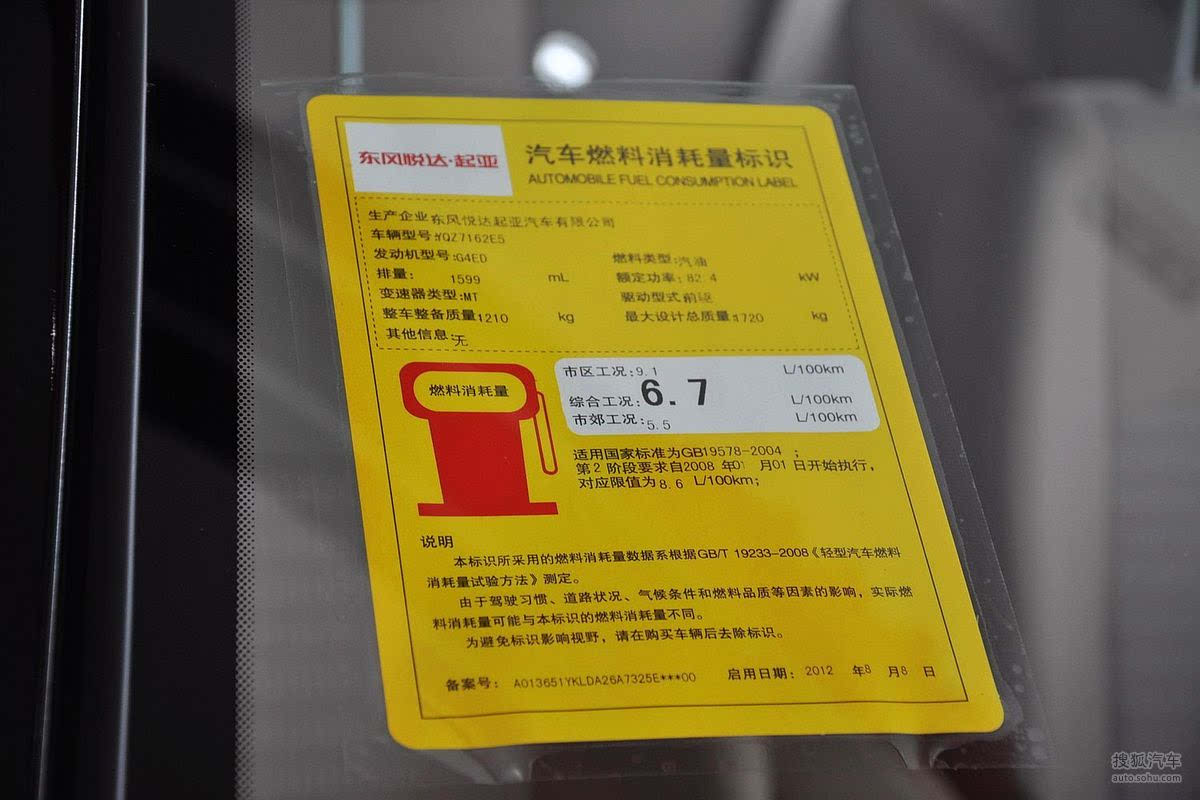 东风悦达·起亚
汽车燃料消耗量标识
AUTOMOBILE FUEL CONSUMPTION LABEL
生产企业东风悦达起亚汽车有限公司
车辆型号:YQZ7162E5
发动机型号:G4ED 燃料类型:汽油
排量: 1599 mL 额定功率:82.4 kW
变速器类型:MT 驱动型式前驱
整车整备质量1210 kg 最大设计总质量:1720 kg
其他信息:无
燃料消耗量
市区工况:9.1 L/100km
综合工况:6.7 L/100km
市郊工况:5.5 L/100km
适用国家标准为GB19578-2004 ;
第2 阶段要求自2008 年01 月01 日开始执行,
对应限值为8.6 L/100km;
说明
本标识所采用的燃料消耗量数据系根据GB/T 19233-2008《轻型汽车燃料
消耗量试验方法》测定。
由于驾驶习惯、道路状况、气候条件和燃料品质等因素的影响,实际燃
料消耗量可能与本标识的燃料消耗量不同。
为避免标识影响视野,请在购买车辆后去除标识。
备案号: A013651YKLDA26A7325E***00 启用日期: 2012 年8 月8 日
搜狐汽车
auto.sohu.com